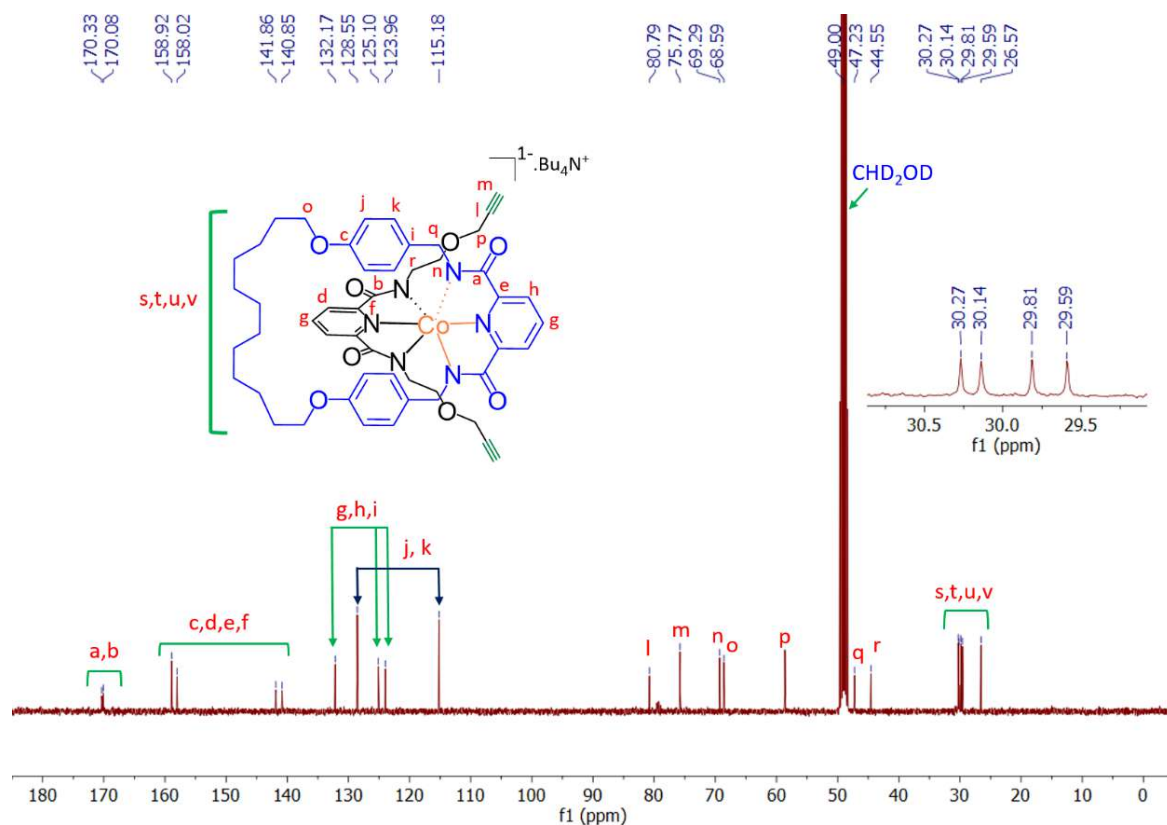 170.33 170.08 158.92 158.02 141.86 140.85 132.17 128.55 125.10 123.96 115.18 80.79 75.77 69.29 68.59 49.00 47.23 44.55 30.27 30.14 29.81 29.59 26.57
1- .Bu4N+
CHD2OD
m
o j k l
q O p
O c i r n N a O
b e h
s,t,u,v
d O N
g f N Co N g
O N N O
O O
30.27 30.14 29.81 29.59
30.5 30.0 29.5
f1 (ppm)
g,h,i
j, k
c,d,e,f
a,b
l m n o p q r
s,t,u,v
180 170 160 150 140 130 120 110 100 90 80 70 60 50 40 30 20 10 0
f1 (ppm)